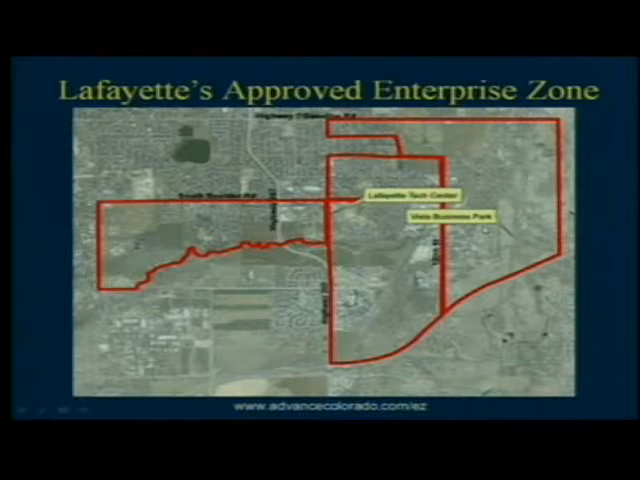 Lafayette's Approved Enterprise Zone
South Boulder Rd
Lafayette Tech Center
Vista Business Park
www.advancecolorado.com/ez